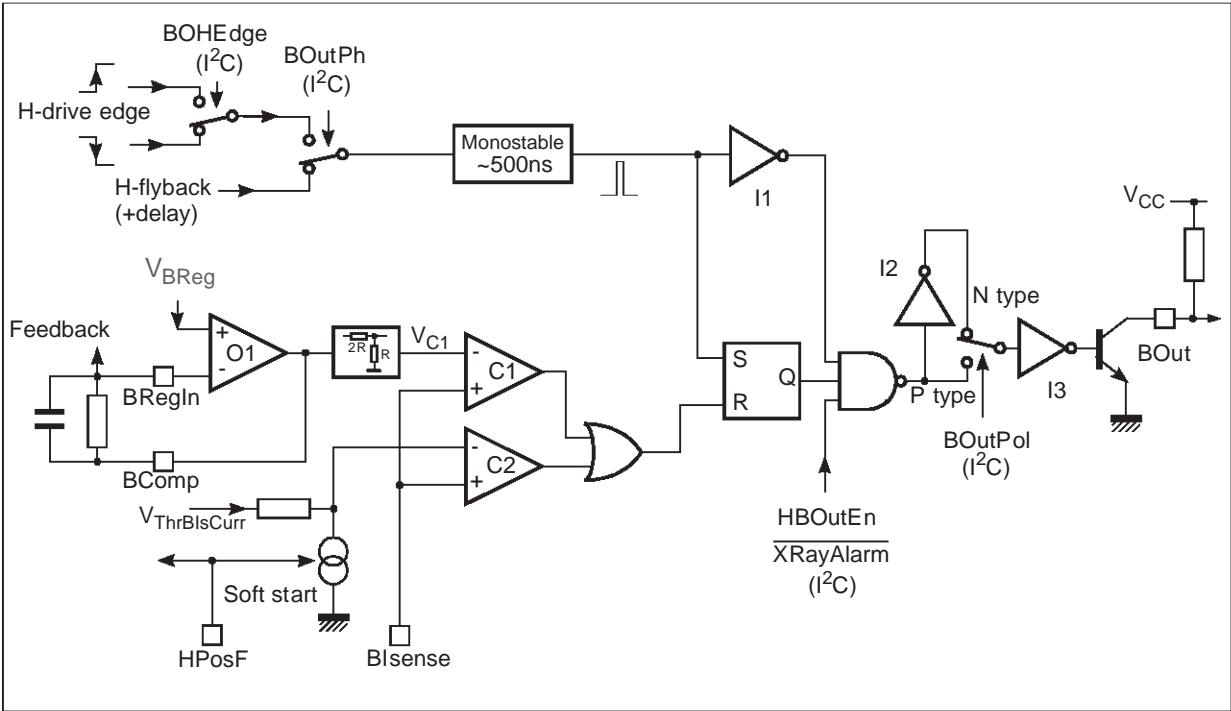 BOHEdge
(I²C)
BOutPh
(I²C)
H-drive edge
H-flyback
(+delay)
Monostable
~500ns
I1
VCC
I2
N type
P type
I3
BOut
BOutPol
(I²C)
VBReg
Feedback
+
O1
-
BRegIn
BComp
2R
R
VC1
-
C1
+
-
C2
+
S
Q
R
HBOutEn
XRayAlarm
(I²C)
VThrBIsCurr
Soft start
HPosF
BIsense